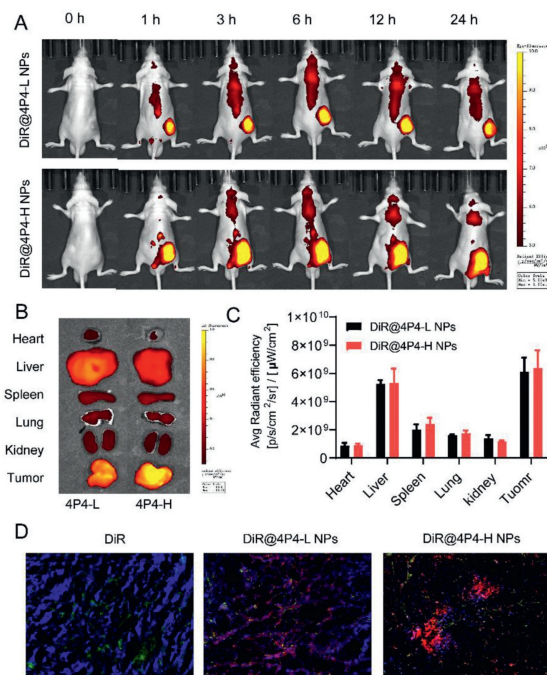 A
0 h 1 h 3 h 6 h 12 h 24 h
DiR@4P4-L NPs
DiR@4P4-H NPs
B
Heart
Liver
Spleen
Lung
Kidney
Tumor
4P4-L 4P4-H
C
Avg Radiant efficiency
[p/s/cm²/sr] / [µW/cm²]
1×10¹⁰
8×10⁹
6×10⁹
4×10⁹
2×10⁹
0
DiR@4P4-L NPs
DiR@4P4-H NPs
Heart
Liver
Spleen
Lung
kidney
Tuomr
D
DiR DiR@4P4-L NPs DiR@4P4-H NPs